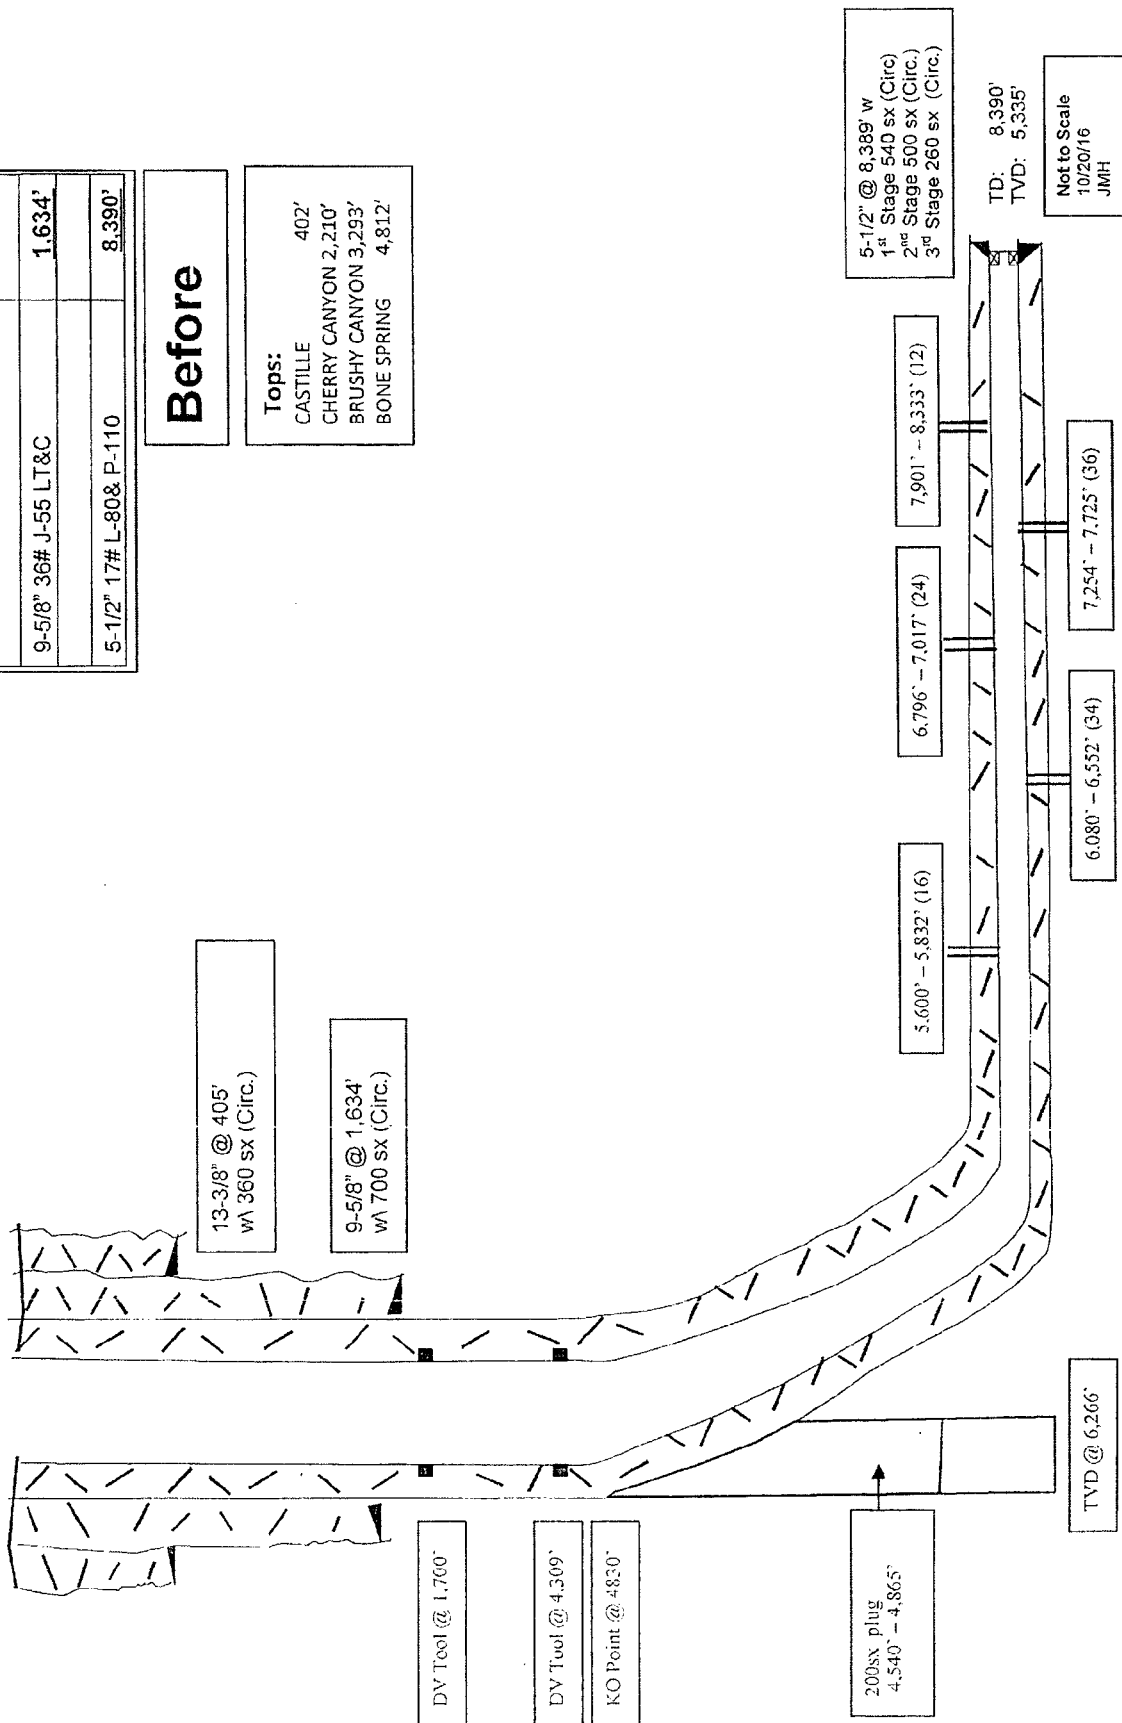 9-5/8" 36# J-55 LT&C 1,634'
5-1/2" 17# L-80& P-110 8,390'
Before
Tops:
CASTILLE 402'
CHERRY CANYON 2,210'
BRUSHY CANYON 3,293'
BONE SPRING 4,812'
13-3/8" @ 405'
w\ 360 sx (Circ.)
9-5/8" @ 1,634'
w\ 700 sx (Circ.)
DV Tool @ 1,700'
DV Tool @ 4,309'
KO Point @ 4830'
200sx plug
4,540' – 4,865'
TVD @ 6,266'
5,600' – 5,832' (16)
6,796' – 7,017' (24)
7,901' – 8,333' (12)
6,080' – 6,552' (34)
7,254' – 7,725' (36)
5-1/2" @ 8,389' w
1st Stage 540 sx (Circ)
2nd Stage 500 sx (Circ.)
3rd Stage 260 sx (Circ.)
TD: 8,390'
TVD: 5,335'
Not to Scale
10/20/16
JMH